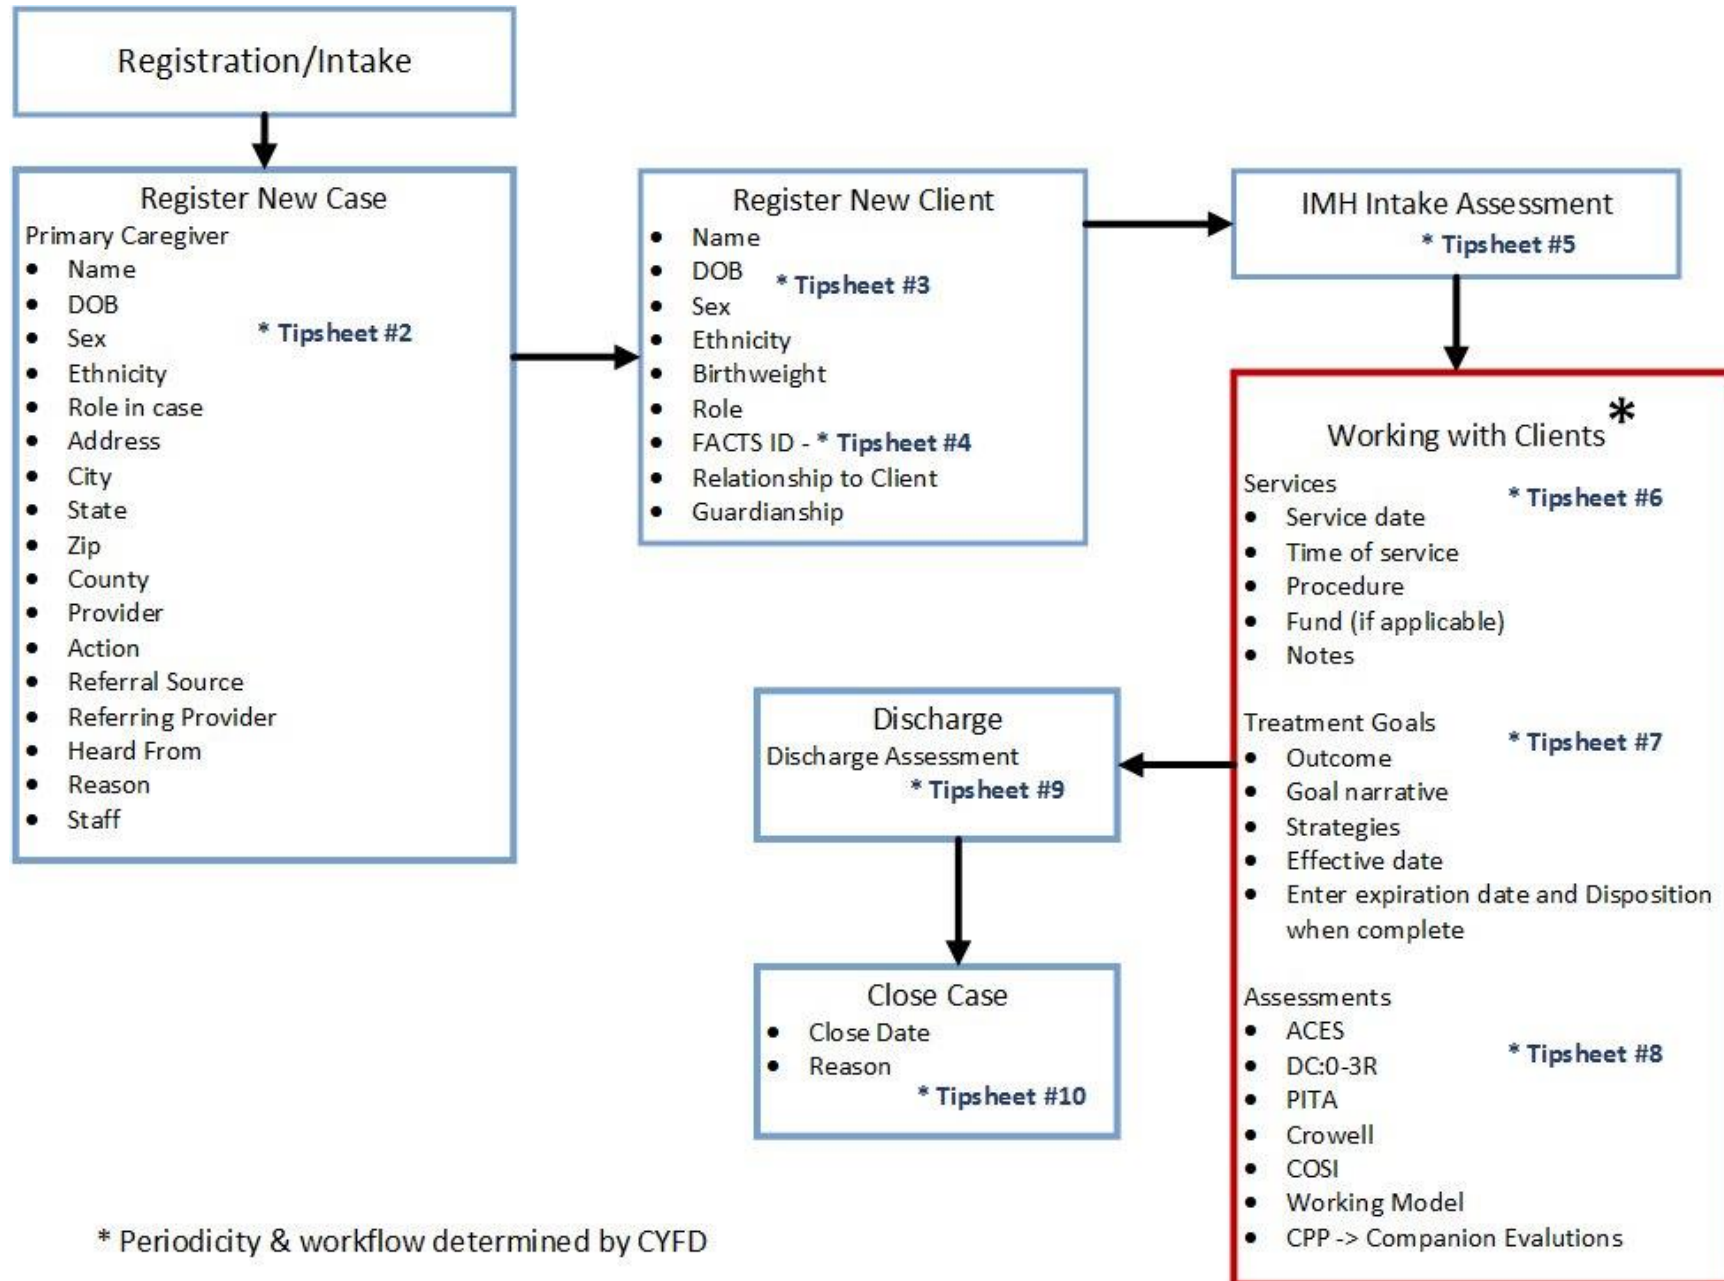 Registration/Intake
Register New Case
Primary Caregiver
• Name
• DOB
• Sex
* Tipsheet #2
• Ethnicity
• Role in case
• Address
• City
• State
• Zip
• County
• Provider
• Action
• Referral Source
• Referring Provider
• Heard From
• Reason
• Staff
Register New Client
• Name
• DOB
* Tipsheet #3
• Sex
• Ethnicity
• Birthweight
• Role
• FACTS ID - * Tipsheet #4
• Relationship to Client
• Guardianship
IMH Intake Assessment
* Tipsheet #5
Working with Clients *
Services
* Tipsheet #6
• Service date
• Time of service
• Procedure
• Fund (if applicable)
• Notes
Treatment Goals
* Tipsheet #7
• Outcome
• Goal narrative
• Strategies
• Effective date
• Enter expiration date and Disposition
when complete
Assessments
• ACES
* Tipsheet #8
• DC:0-3R
• PITA
• Crowell
• COSI
• Working Model
• CPP -> Companion Evalutions
Discharge
Discharge Assessment
* Tipsheet #9
Close Case
• Close Date
• Reason
* Tipsheet #10
* Periodicity & workflow determined by CYFD